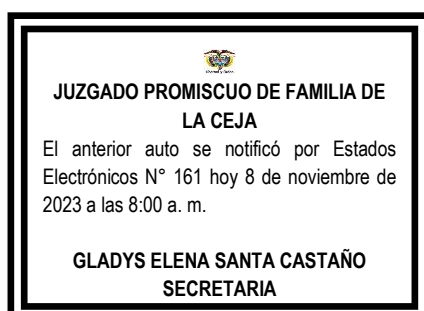 JUZGADO PROMISCUO DE FAMILIA DE
LA CEJA
El anterior auto se notificó por Estados
Electrónicos N° 161 hoy 8 de noviembre de
2023 a las 8:00 a. m.
GLADYS ELENA SANTA CASTAÑO
SECRETARIA